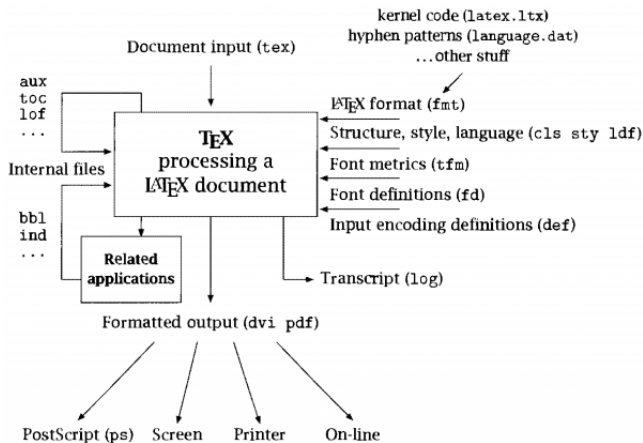 kernel code (latex.ltx)
hyphen patterns (language.dat)
...other stuff
Document input (tex)
aux
toc
lof
...
LATEX format (fmt)
TEX
processing a
LATEX document
Structure, style, language (cls sty ldf)
Internal files
Font metrics (tfm)
Font definitions (fd)
bbl
ind
...
Input encoding definitions (def)
Related
applications
Transcript (log)
Formatted output (dvi pdf)
PostScript (ps)
Screen
Printer
On-line